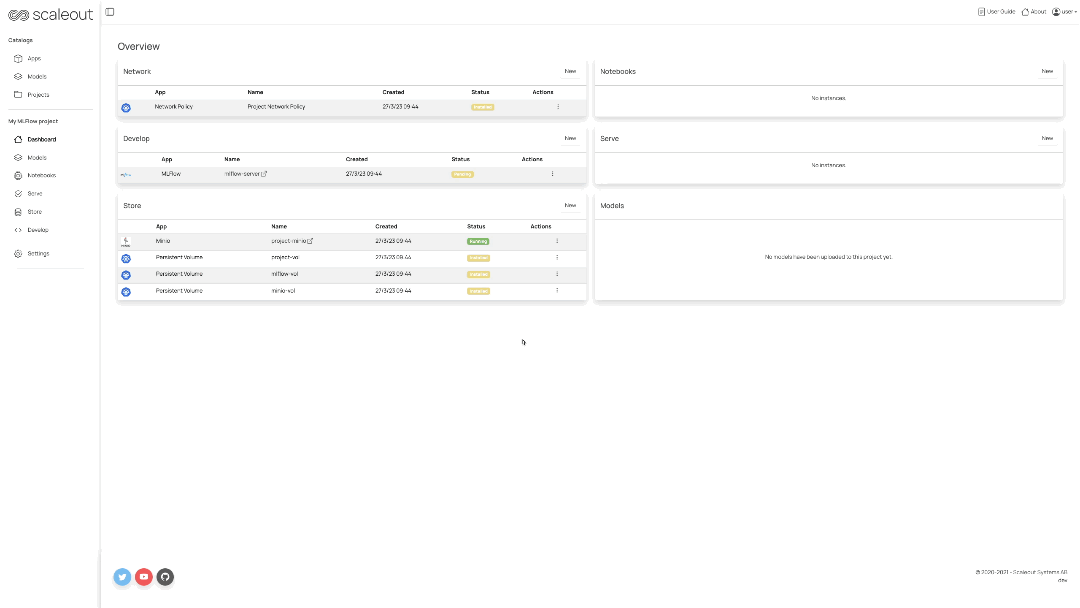 scaleout
User Guide
About
user
Catalogs
Apps
Models
Projects
My MLFlow project
Dashboard
Models
Notebooks
Serve
Store
Develop
Settings
Overview
Network New
App Name Created Status Actions
Network Policy Project Network Policy 27/3/23 09:44
Notebooks New
No instances.
Develop New
App Name Created Status Actions
MLFlow mlflow-server 27/3/23 09:44 Pending
Serve New
No instances.
Store New
App Name Created Status Actions
Minio project-minio 27/3/23 09:44 Running
Persistent Volume project-vol 27/3/23 09:44
Persistent Volume mlflow-vol 27/3/23 09:44
Persistent Volume minio-vol 27/3/23 09:44
Models
No models have been uploaded to this project yet.
© 2020-2021 - Scaleout Systems AB
dev